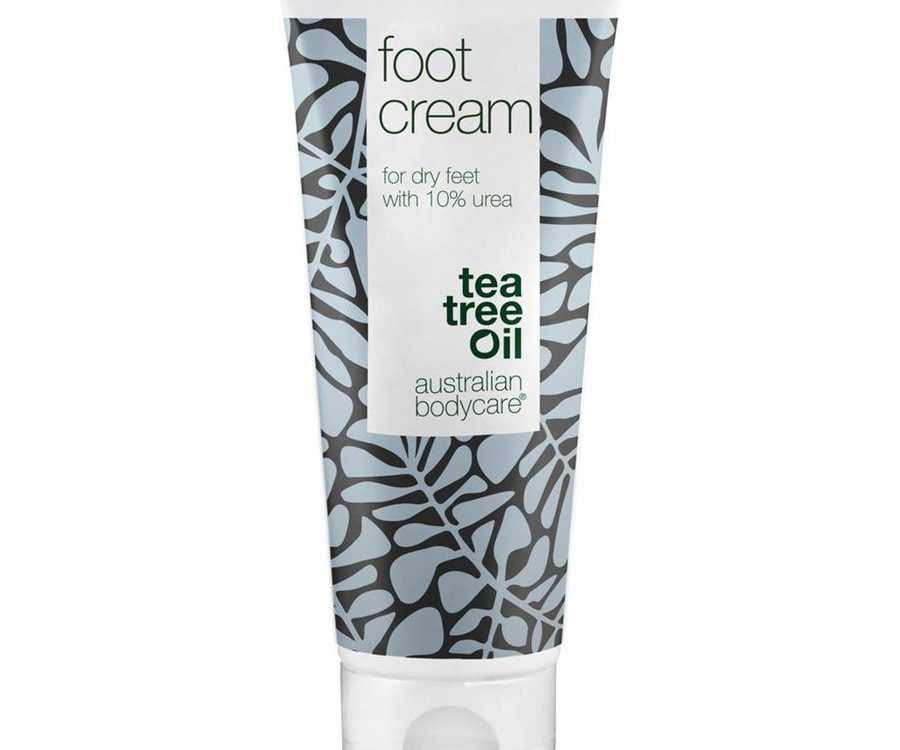 foot
cream
for dry feet
with 10% urea
tea
tree
oil
australian
bodycare®